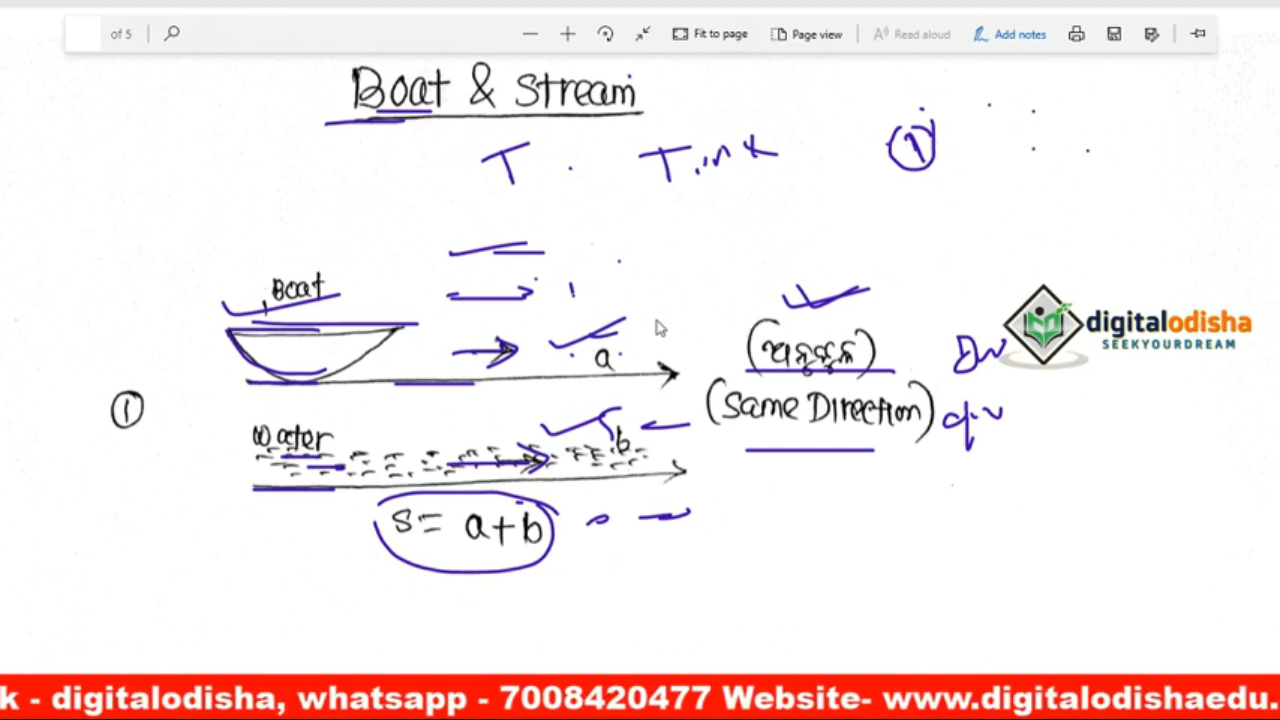 of 5
Fit to page
Page view
Read aloud
Add notes
Boat & Stream
T
①
Boat
a
(ଅନୁକୂଳ)
digitalodisha
SEEKYOURDREAM
(Same Direction)
①
Water
b
S = a+b
k - digitalodisha, whatsapp - 7008420477 Website- www.digitalodishaedu.